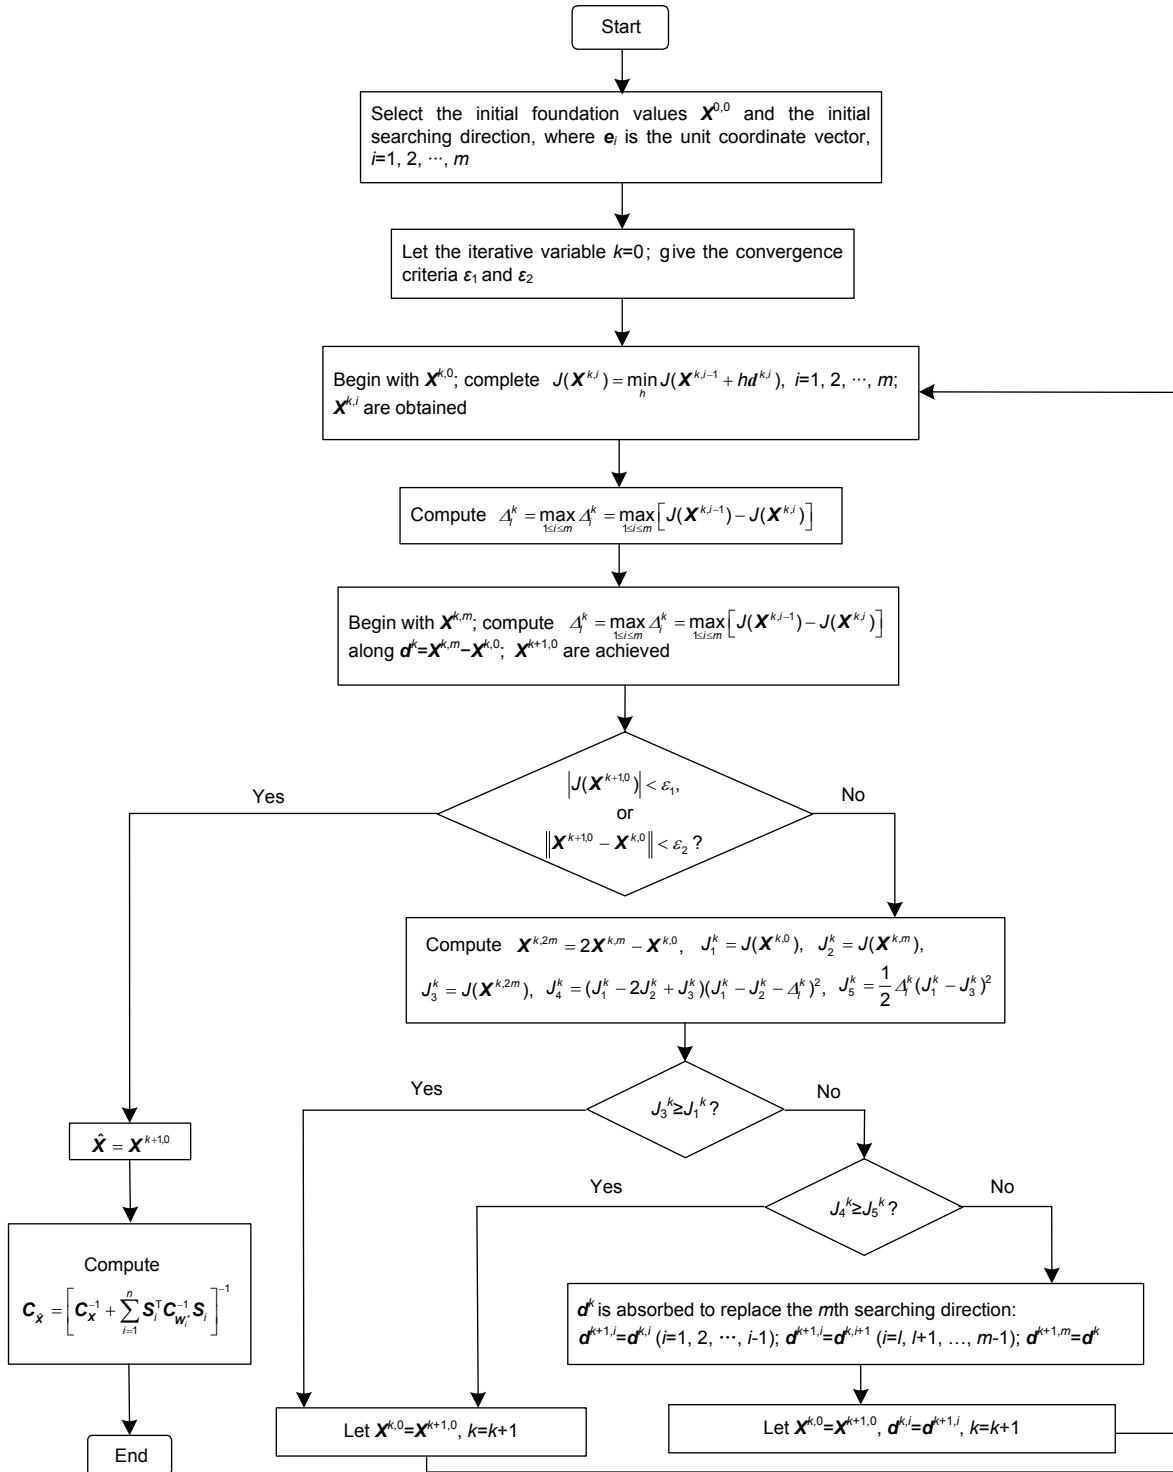 Start
Select the initial foundation values X^{0,0} and the initial
searching direction, where e_i is the unit coordinate vector,
i=1, 2, ···, m
Let the iterative variable k=0; give the convergence
criteria ε_1 and ε_2
Begin with X^{k,0}; complete J(X^{k,i}) = min_h J(X^{k,i−1} + hd^{k,i}), i=1, 2, ···, m;
X^{k,i} are obtained
Compute Δ_l^k = max_{1≤i≤m} Δ_i^k = max_{1≤i≤m} [J(X^{k,i−1}) − J(X^{k,i})]
Begin with X^{k,m}; compute Δ_l^k = max_{1≤i≤m} Δ_i^k = max_{1≤i≤m} [J(X^{k,i−1}) − J(X^{k,i})]
along d^k=X^{k,m}−X^{k,0}; X^{k+1,0} are achieved
|J(X^{k+1,0})| < ε_1,
or
‖X^{k+1,0} − X^{k,0}‖ < ε_2 ?
Yes
No
Compute X^{k,2m} = 2X^{k,m} − X^{k,0}, J_1^k = J(X^{k,0}), J_2^k = J(X^{k,m}),
J_3^k = J(X^{k,2m}), J_4^k = (J_1^k − 2J_2^k + J_3^k)(J_1^k − J_2^k − Δ_l^k)^2, J_5^k = 1/2 Δ_l^k (J_1^k − J_3^k)^2
Yes
J_3^k≥J_1^k ?
No
X̂ = X^{k+1,0}
Yes
J_4^k≥J_5^k ?
No
Compute
C_X̂ = [C_X^{−1} + ∑_{i=1}^{n} S_i^T C_{W_i^*}^{−1} S_i]^{−1}
d^k is absorbed to replace the mth searching direction:
d^{k+1,i}=d^{k,i} (i=1, 2, ···, i-1); d^{k+1,i}=d^{k,i+1} (i=l, l+1, ..., m-1); d^{k+1,m}=d^k
Let X^{k,0}=X^{k+1,0}, k=k+1
Let X^{k,0}=X^{k+1,0}, d^{k,i}=d^{k+1,i}, k=k+1
End